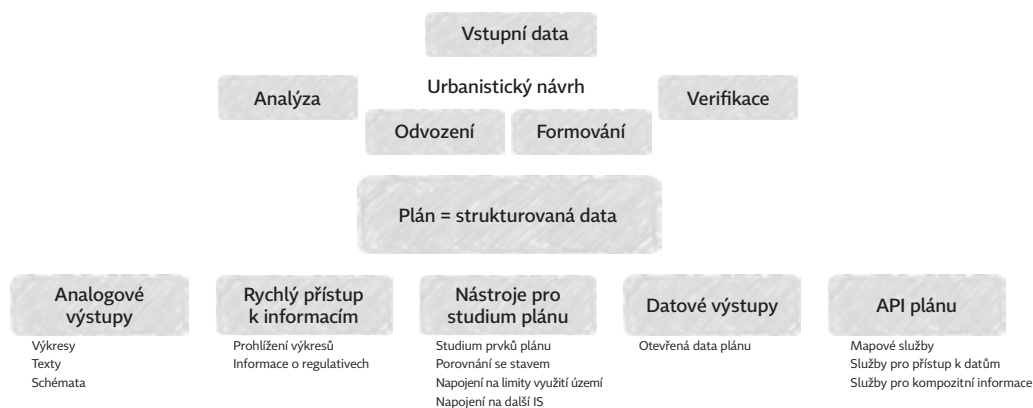 Vstupní data
Urbanistický návrh
Analýza
Verifikace
Odvození
Formování
Plán = strukturovaná data
Analogové
výstupy
Výkresy
Texty
Schémata
Rychlý přístup
k informacím
Prohlížení výkresů
Informace o regulativech
Nástroje pro
studium plánu
Studium prvků plánu
Porovnání se stavem
Napojení na limity využití území
Napojení na další IS
Datové výstupy
Otevřená data plánu
API plánu
Mapové služby
Služby pro přístup k datům
Služby pro kompozitní informace